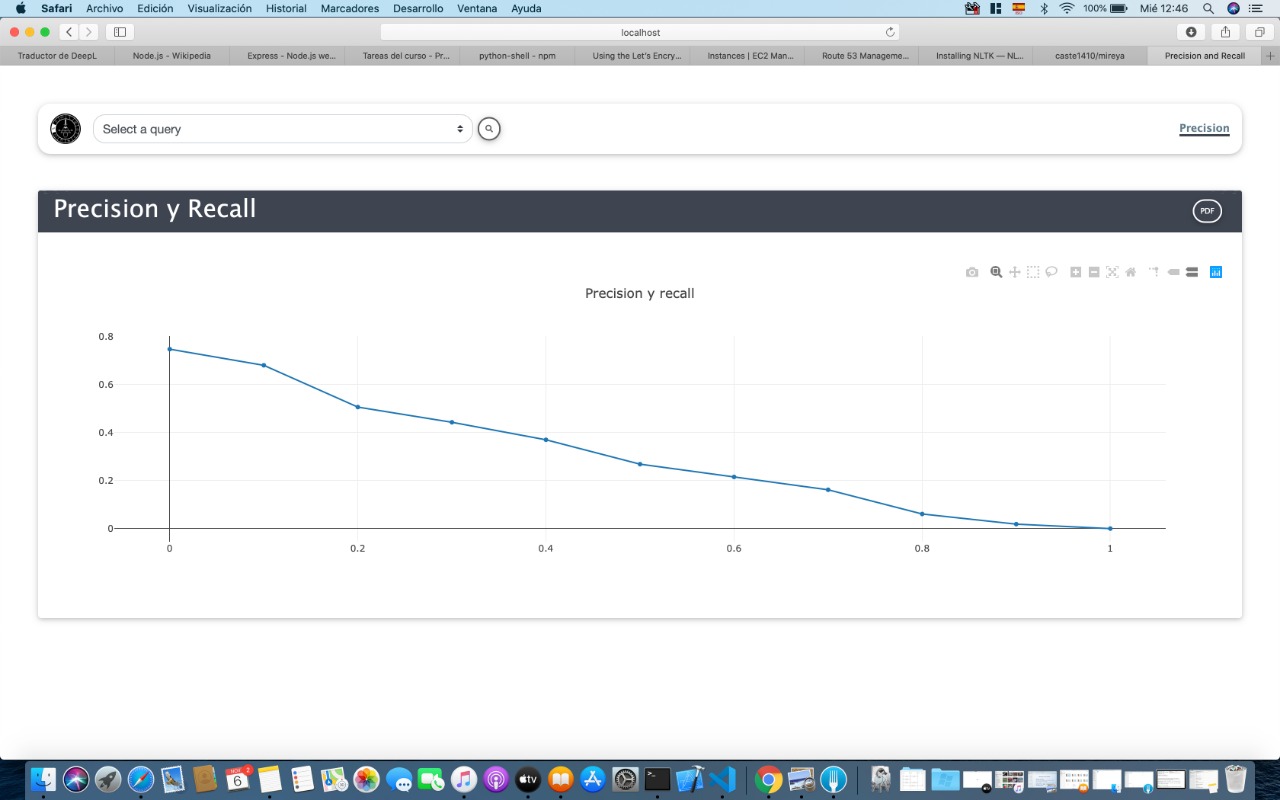 Safari Archivo Edición Visualización Historial Marcadores Desarrollo Ventana Ayuda 100% Mié 12:46
localhost
Traductor de DeepL Node.js - Wikipedia Express - Node.js we... Tareas del curso - Pr... python-shell - npm Using the Let's Encry... Instances | EC2 Man... Route 53 Manageme... Installing NLTK — NL... caste1410/mireya Precision and Recall
Select a query Precision
Precision y Recall PDF
Precision y recall
0.8
0.6
0.4
0.2
0
0 0.2 0.4 0.6 0.8 1
NOV 2
6
tv